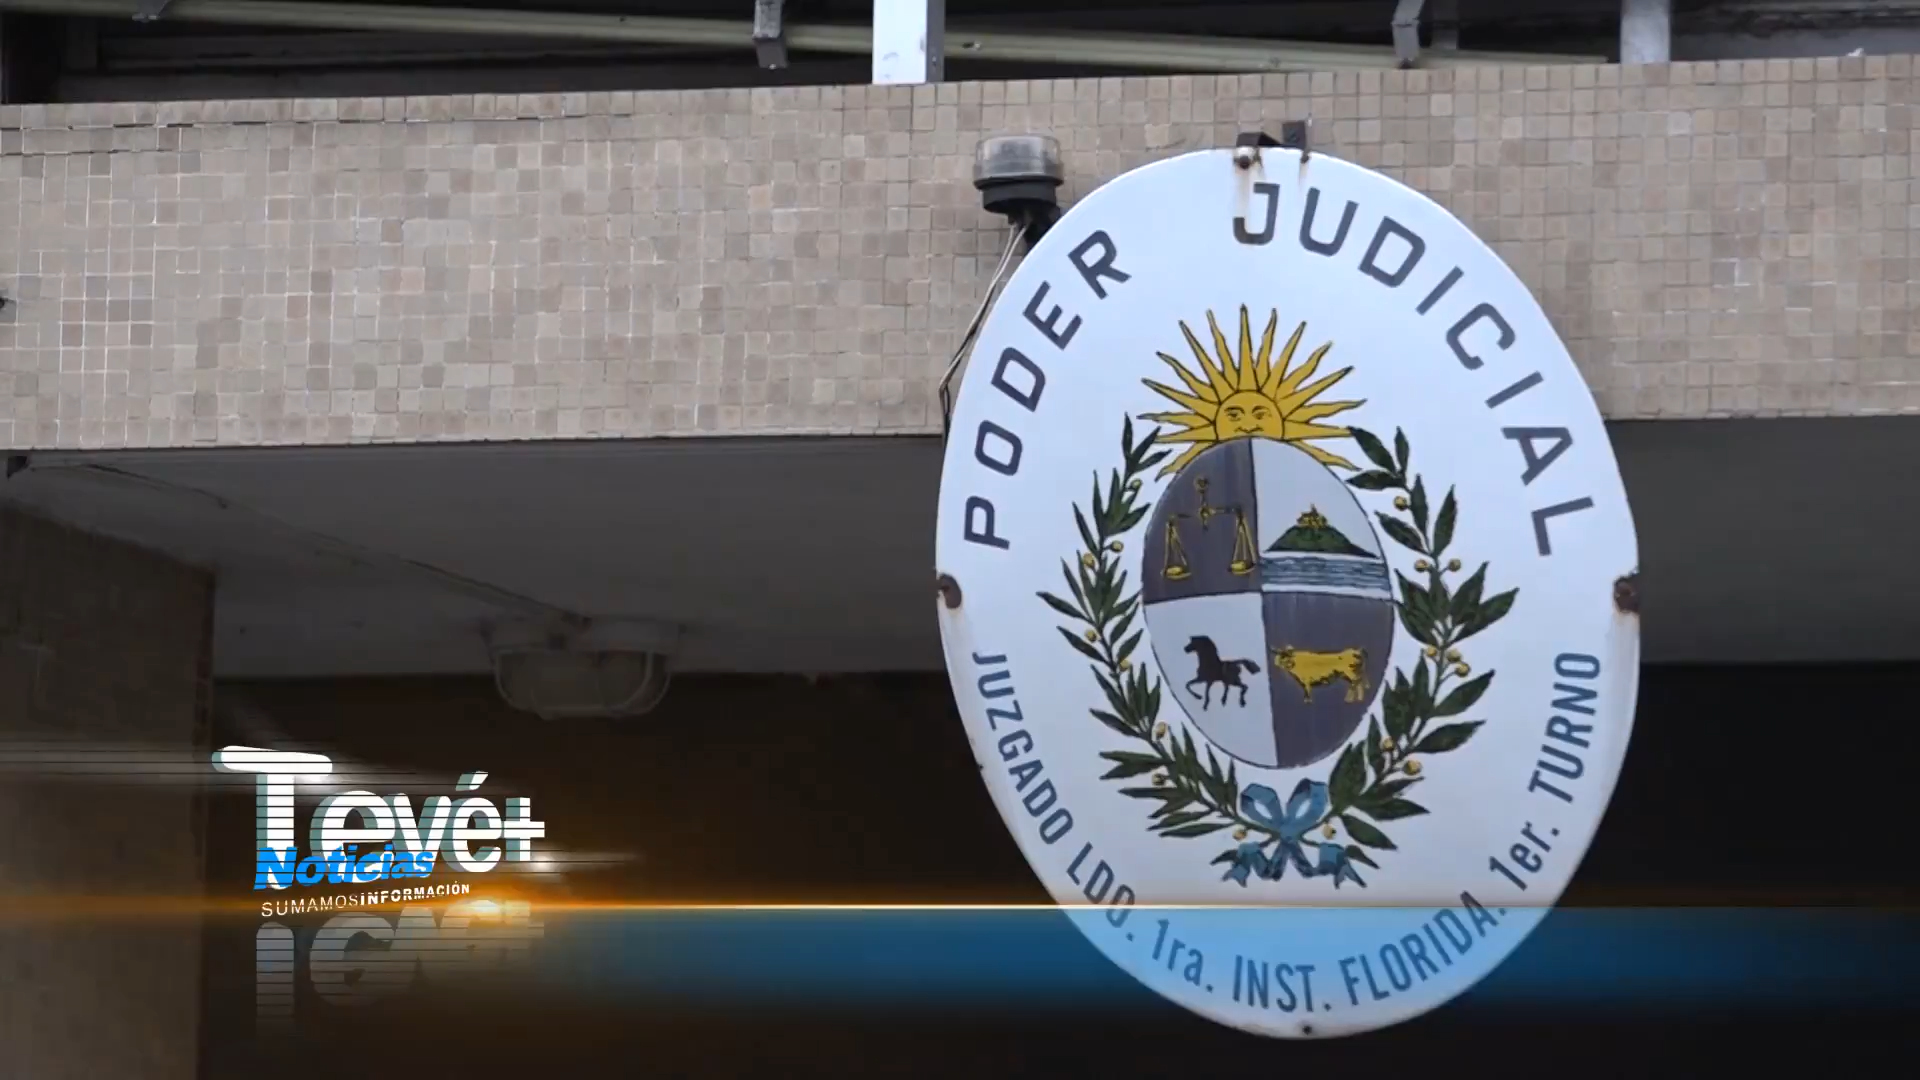 PODER JUDICIAL
JUZGADO LDO. 1ra. INST. FLORIDA. 1er. TURNO
Tevé+
Noticias
SUMAMOSINFORMACIÓN